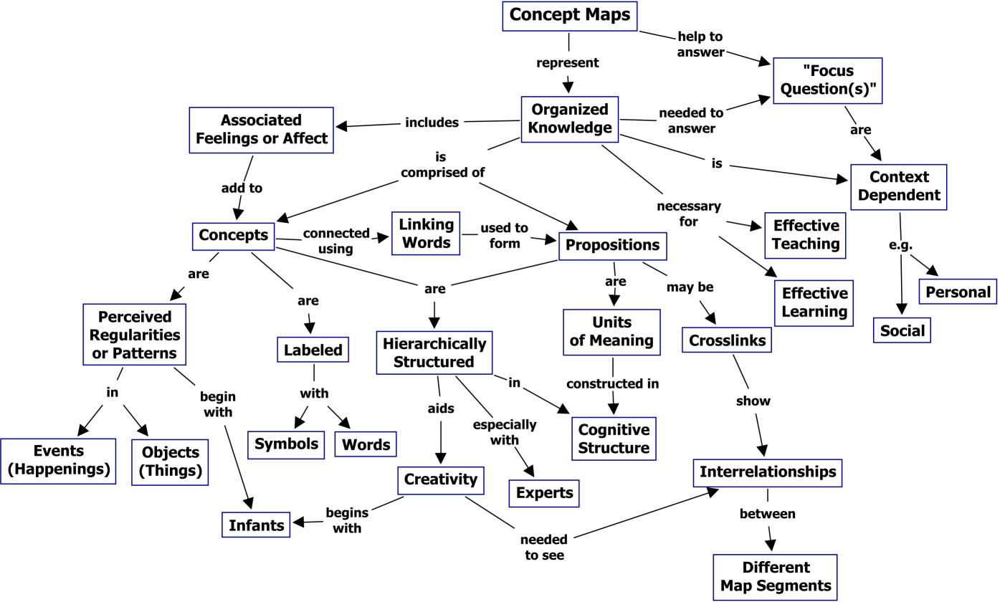 Concept Maps
help to
answer
represent
"Focus
Question(s)"
Organized
Knowledge
needed to
answer
Associated
Feelings or Affect
includes
are
is
comprised of
is
Context
Dependent
add to
necessary
for
Linking
Words
Effective
Teaching
Concepts
connected
using
used to
form
Propositions
e.g.
are
are
are
are
may be
Effective
Learning
Personal
Perceived
Regularities
or Patterns
Labeled
Hierarchically
Structured
Units
of Meaning
Crosslinks
Social
in
begin
with
with
aids
in
especially
with
constructed in
show
Events
(Happenings)
Objects
(Things)
Symbols
Words
Cognitive
Structure
Creativity
Experts
Interrelationships
Infants
begins
with
needed
to see
between
Different
Map Segments